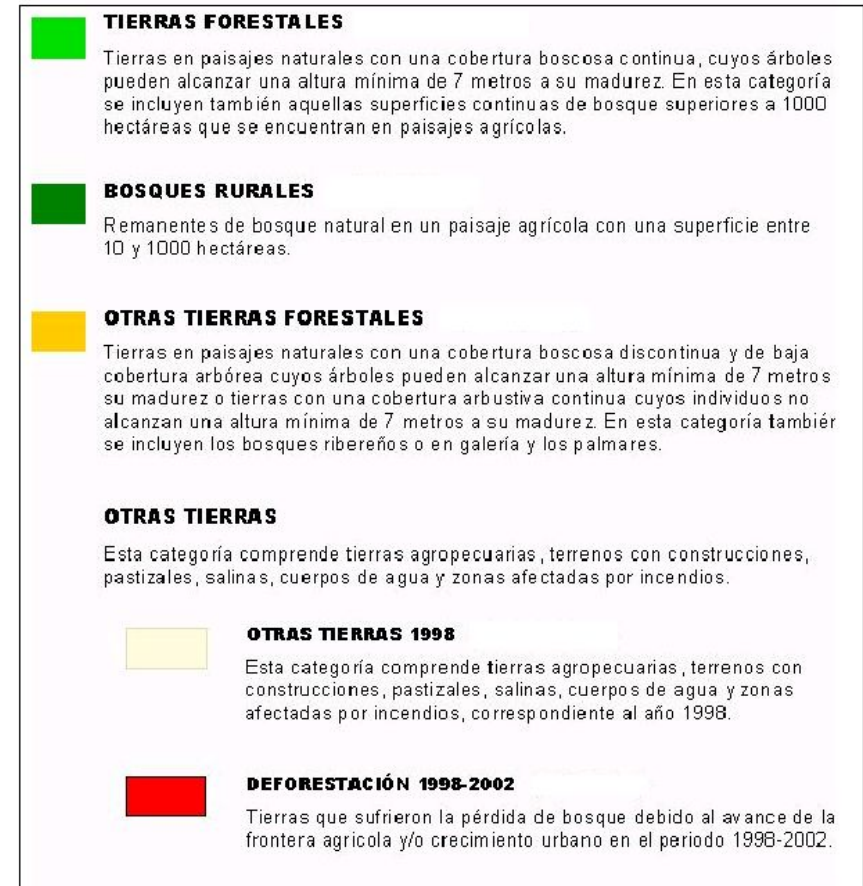 TIERRAS FORESTALES
Tierras en paisajes naturales con una cobertura boscosa continua, cuyos árboles
pueden alcanzar una altura mínima de 7 metros a su madurez. En esta categoría
se incluyen también aquellas superficies continuas de bosque superiores a 1000
hectáreas que se encuentran en paisajes agrícolas.
BOSQUES RURALES
Remanentes de bosque natural en un paisaje agrícola con una superficie entre
10 y 1000 hectáreas.
OTRAS TIERRAS FORESTALES
Tierras en paisajes naturales con una cobertura boscosa discontinua y de baja
cobertura arbórea cuyos árboles pueden alcanzar una altura mínima de 7 metros
su madurez o tierras con una cobertura arbustiva continua cuyos individuos no
alcanzan una altura mínima de 7 metros a su madurez. En esta categoría tambiér
se incluyen los bosques ribereños o en galería y los palmares.
OTRAS TIERRAS
Esta categoría comprende tierras agropecuarias, terrenos con construcciones,
pastizales, salinas, cuerpos de agua y zonas afectadas por incendios.
OTRAS TIERRAS 1998
Esta categoría comprende tierras agropecuarias, terrenos con
construcciones, pastizales, salinas, cuerpos de agua y zonas
afectadas por incendios, correspondiente al año 1998.
DEFORESTACIÓN 1998-2002
Tierras que sufrieron la pérdida de bosque debido al avance de la
frontera agricola y/o crecimiento urbano en el periodo 1998-2002.